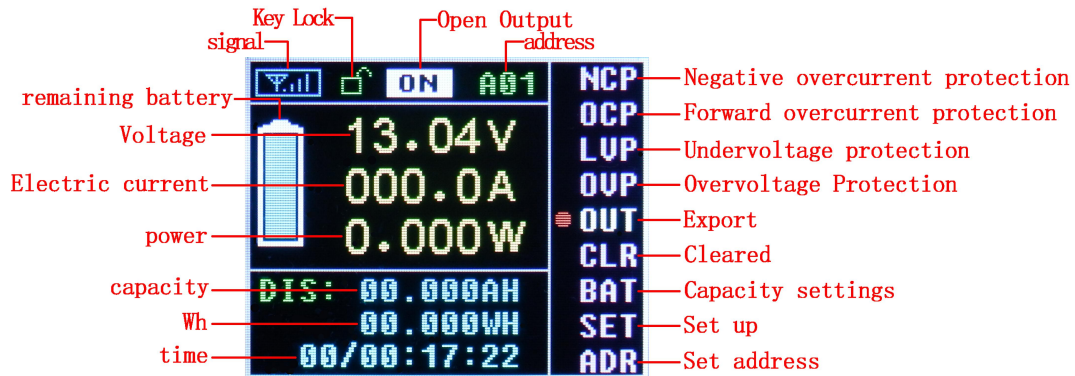 Key Lock
Open Output
signal
address
ON
A01
remaining battery
Voltage
13.04V
Electric current
000.0A
power
0.000W
capacity
DIS: 00.000AH
Wh
00.000WH
time
00/00:17:22
NCP
Negative overcurrent protection
OCP
Forward overcurrent protection
LVP
Undervoltage protection
OVP
Overvoltage Protection
OUT
Export
CLR
Cleared
BAT
Capacity settings
SET
Set up
ADR
Set address